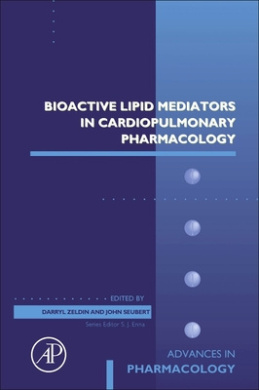 BIOACTIVE LIPID MEDIATORS
IN CARDIOPULMONARY
PHARMACOLOGY
EDITED BY
DARRYL ZELDIN AND JOHN SEUBERT
Series Editor S. J. Enna
AP
ADVANCES IN
PHARMACOLOGY